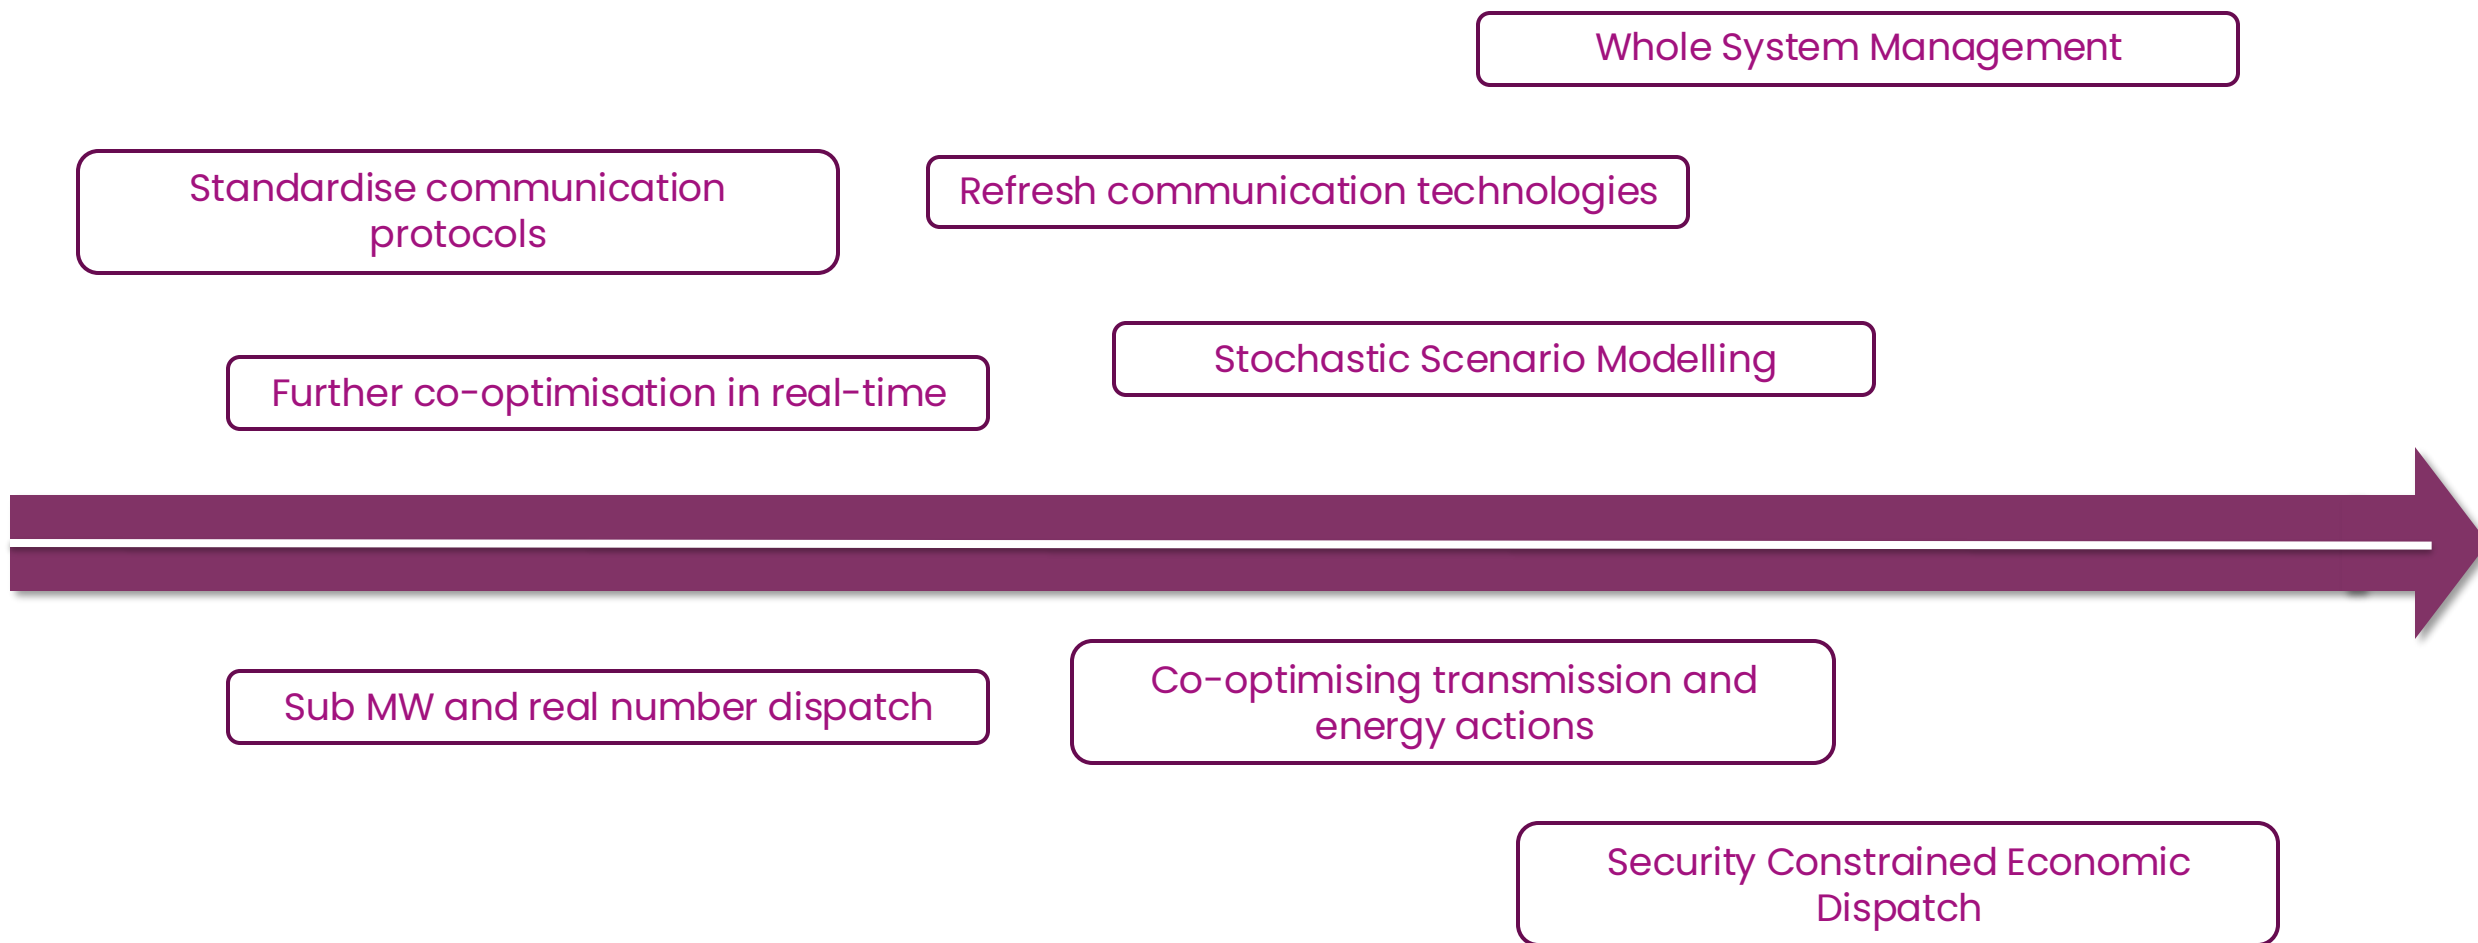 Whole System Management
Standardise communication
protocols
Refresh communication technologies
Stochastic Scenario Modelling
Further co-optimisation in real-time
Sub MW and real number dispatch
Co-optimising transmission and
energy actions
Security Constrained Economic
Dispatch